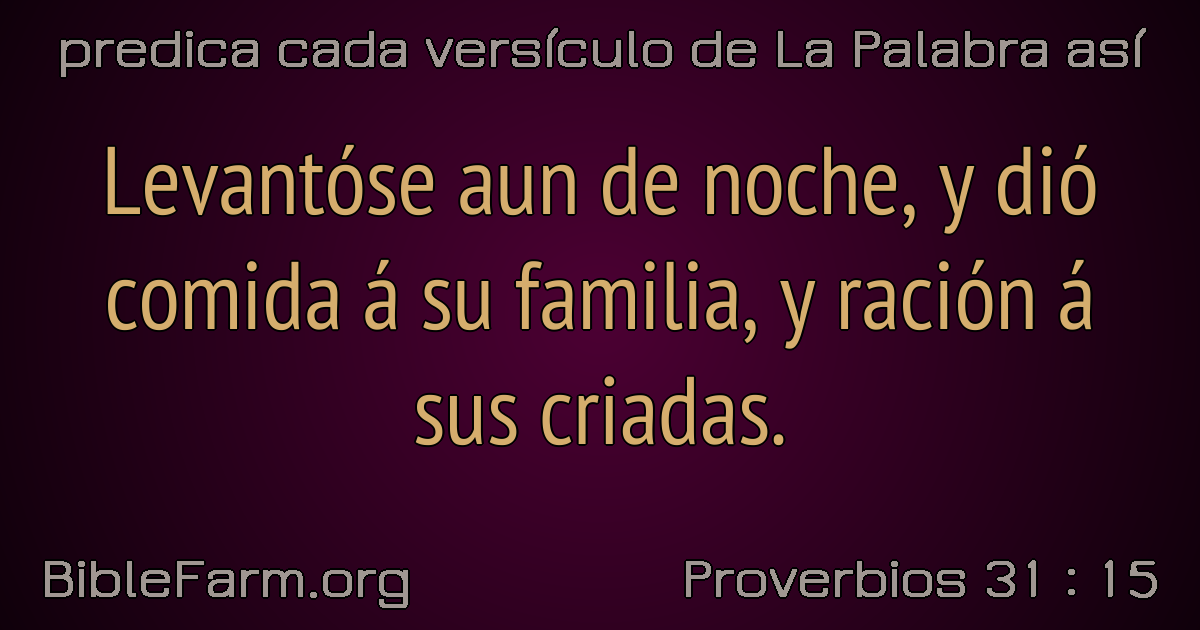 predica cada versículo de La Palabra así
Levantóse aun de noche, y dió
comida á su familia, y ración á
sus criadas.
BibleFarm.org
Proverbios 31 : 15